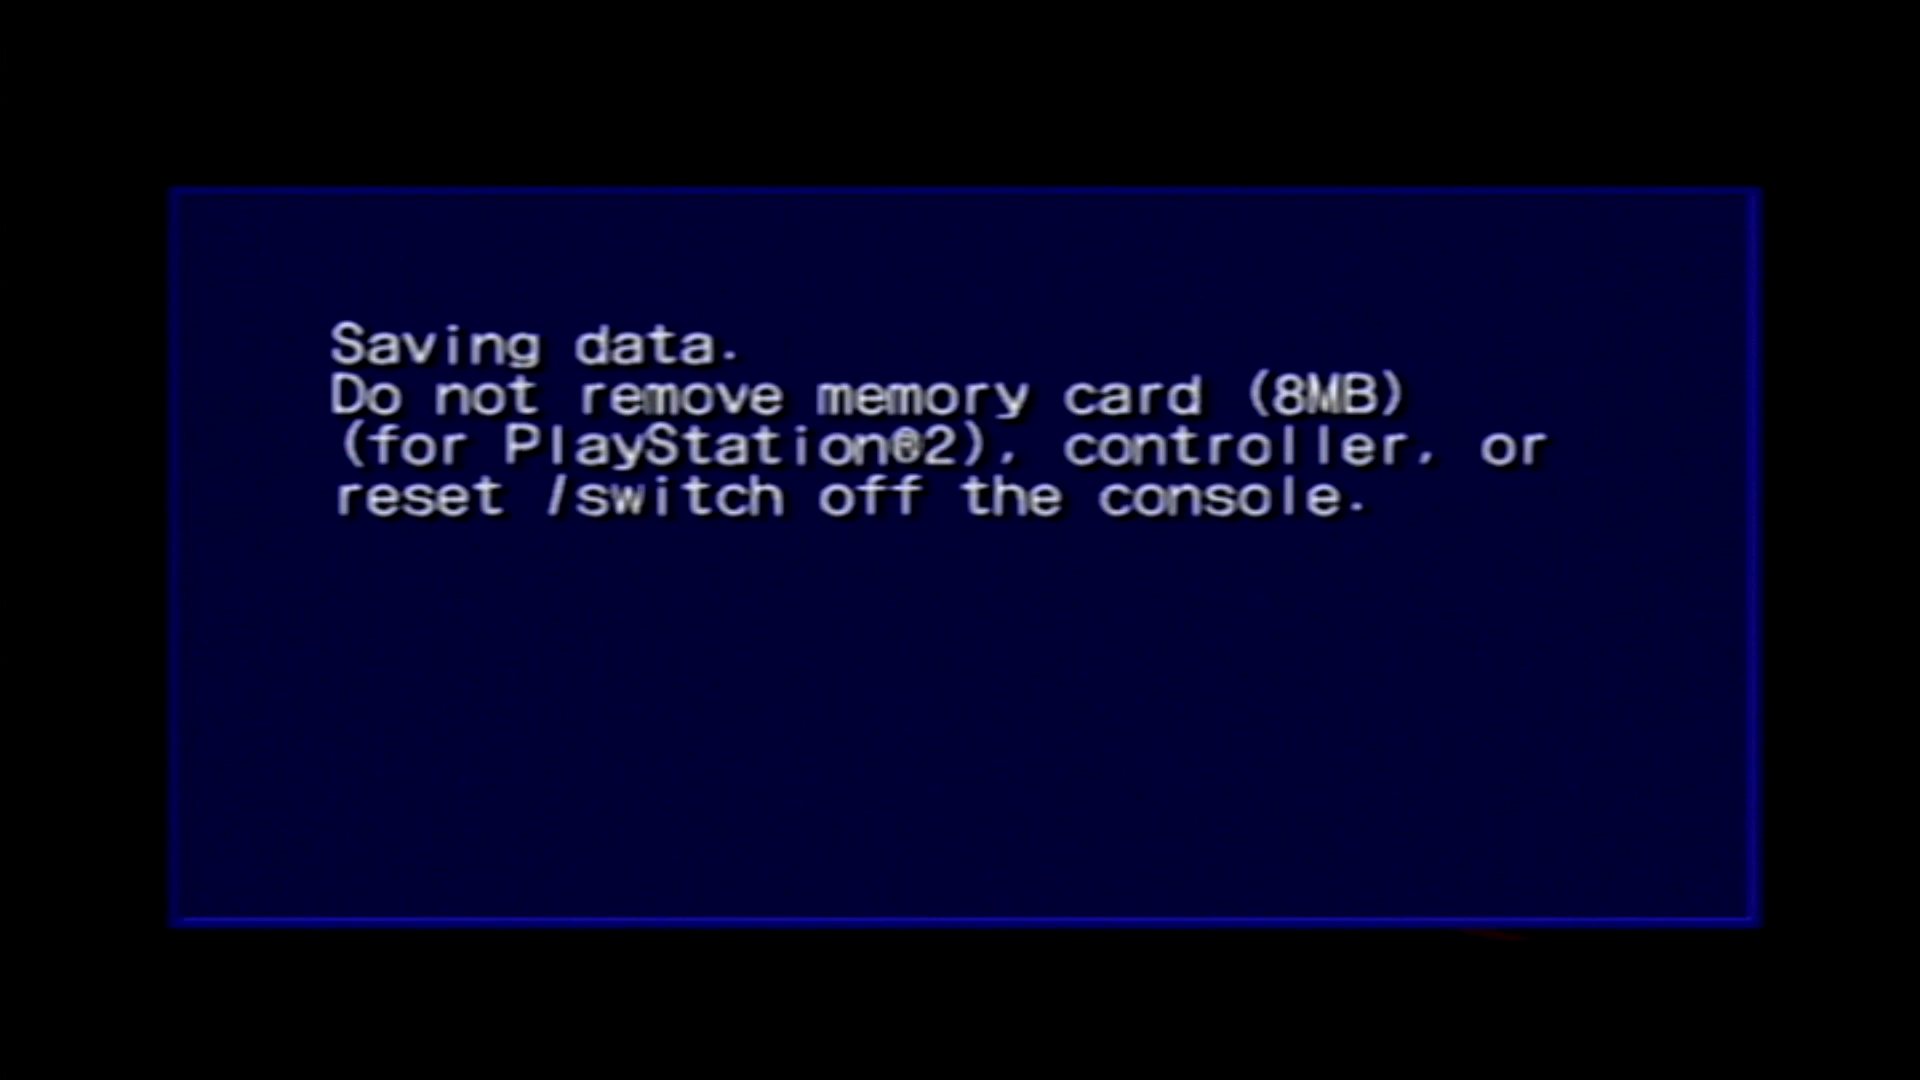 Saving data.
Do not remove memory card (8MB)
(for PlayStation®2), controller, or
reset /switch off the console.